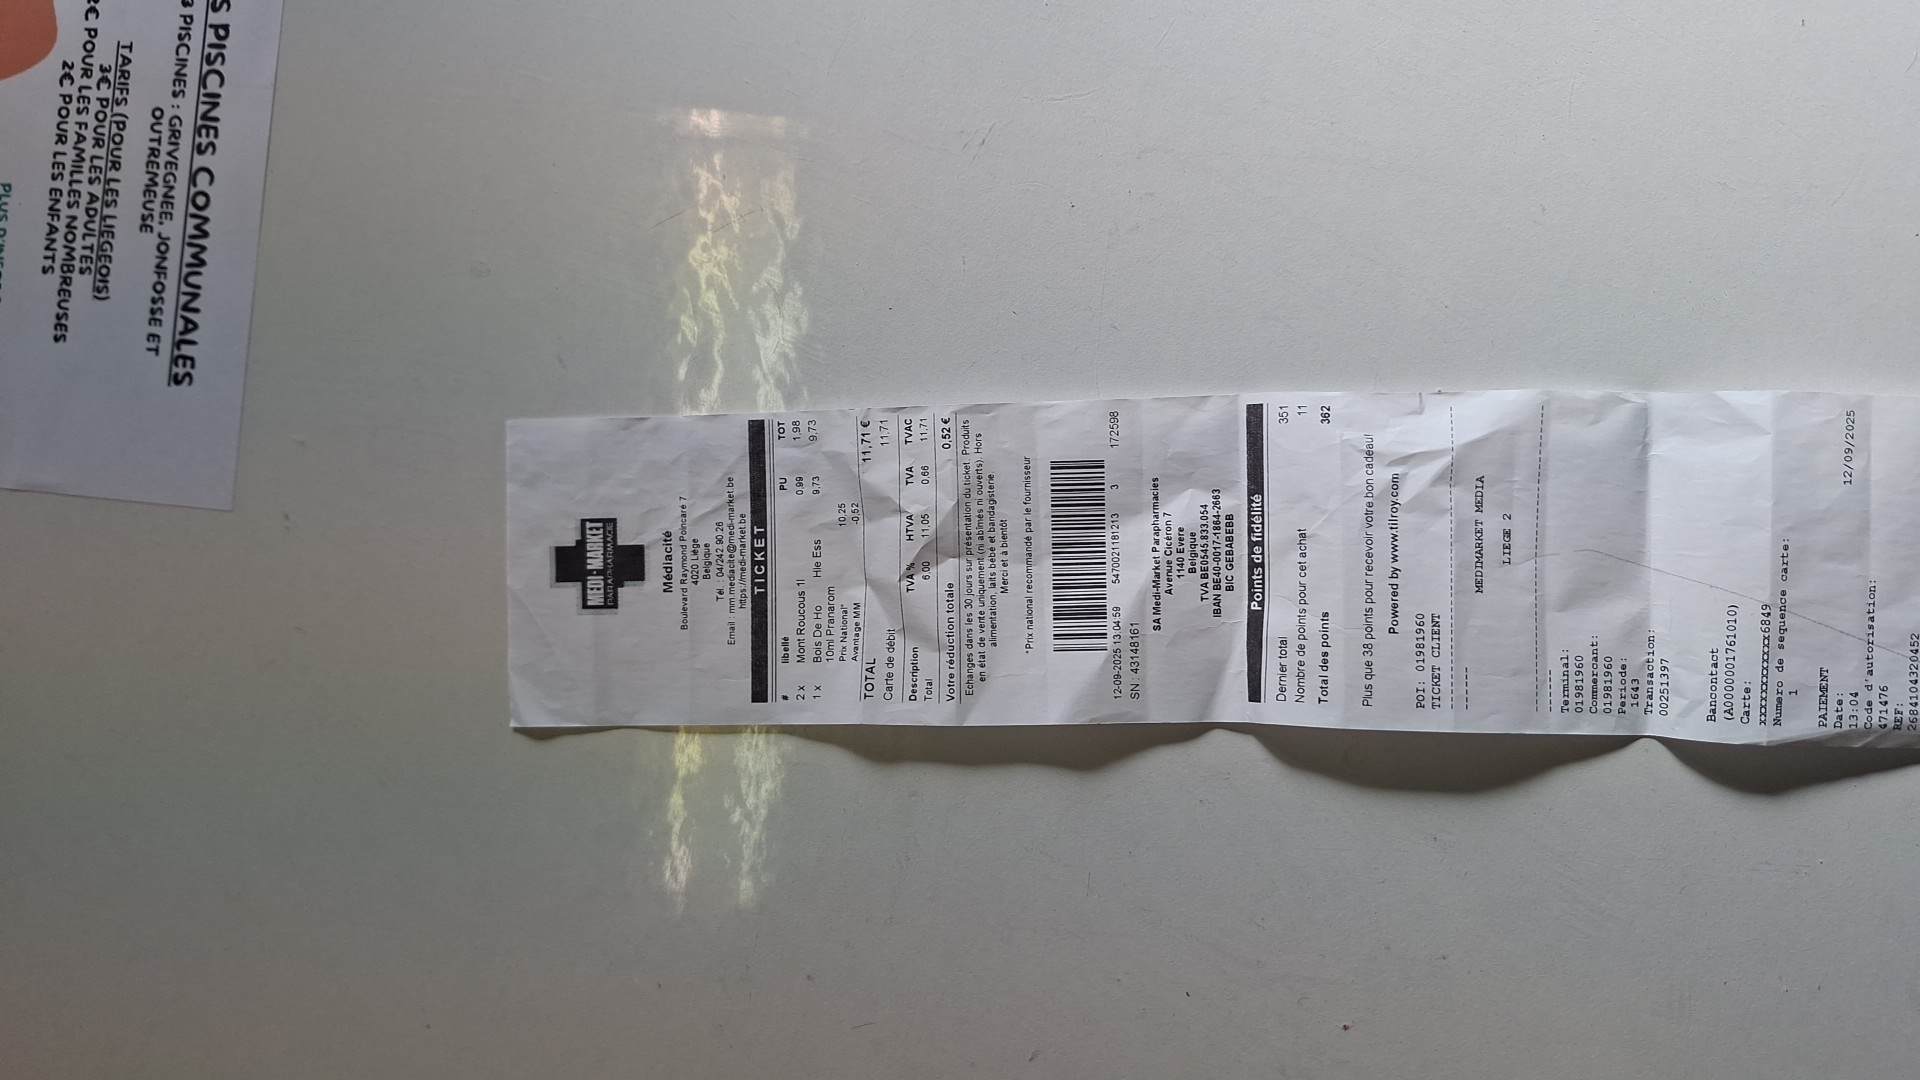 S PISCINES COMMUNALES
3 PISCINES : GRIVEGNEE, JONFOSSE ET
OUTREMEUSE
TARIFS (POUR LES LIEGEOIS)
3€ POUR LES ADULTES
2€ POUR LES FAMILLES NOMBREUSES
2€ POUR LES ENFANTS
MEDI-MARKET
PARAPHARMACIE
Médiacité
Boulevard Raymond Poincaré 7
4020 Liège
Belgique
Tél : 04/242.90.26
Email : mm.mediacite@medi-market.be
https://medi-market.be
TICKET
# libellé PU TOT
2 x Mont Roucous 1l 0,99 1,98
1 x Bois De Ho Hle Ess 9,73 9,73
10ml Pranarom
Prix National* 10,25
Avantage MM -0,52
TOTAL 11,71 €
Carte de débit 11,71
Description TVA % HTVA TVA TVAC
Total 6,00 11,05 0,66 11,71
Votre réduction totale 0,52 €
Echanges dans les 30 jours sur présentation du ticket. Produits
en état de vente uniquement (ni abîmés ni ouverts). Hors
alimentation, laits bébé et bandagisterie
Merci et à bientôt
*Prix national recommandé par le fournisseur
12-09-2025 13:04:59 5470021181213 3 172598
SN : 43148161
SA Medi-Market Parapharmacies
Avenue Cicéron 7
1140 Evere
Belgique
TVA BE0545.833.054
IBAN BE40-0017-1864-2663
BIC GEBABEBB
Points de fidélité
Dernier total 351
Nombre de points pour cet achat 11
Total des points 362
Plus que 38 points pour recevoir votre bon cadeau!
Powered by www.tilroy.com
POI: 01981960
TICKET CLIENT
MEDIMARKET MEDIA
LIEGE 2
Terminal:
01981960
Commercant:
01981960
Periode:
1643
Transaction:
00251397
Bancontact
(A0000001761010)
Carte:
xxxxxxxxxxxxx6849
Numero de sequence carte:
1
PAIEMENT
Date: 12/09/2025
13:04
Code d'autorisation:
471476
REF:
2684104320452